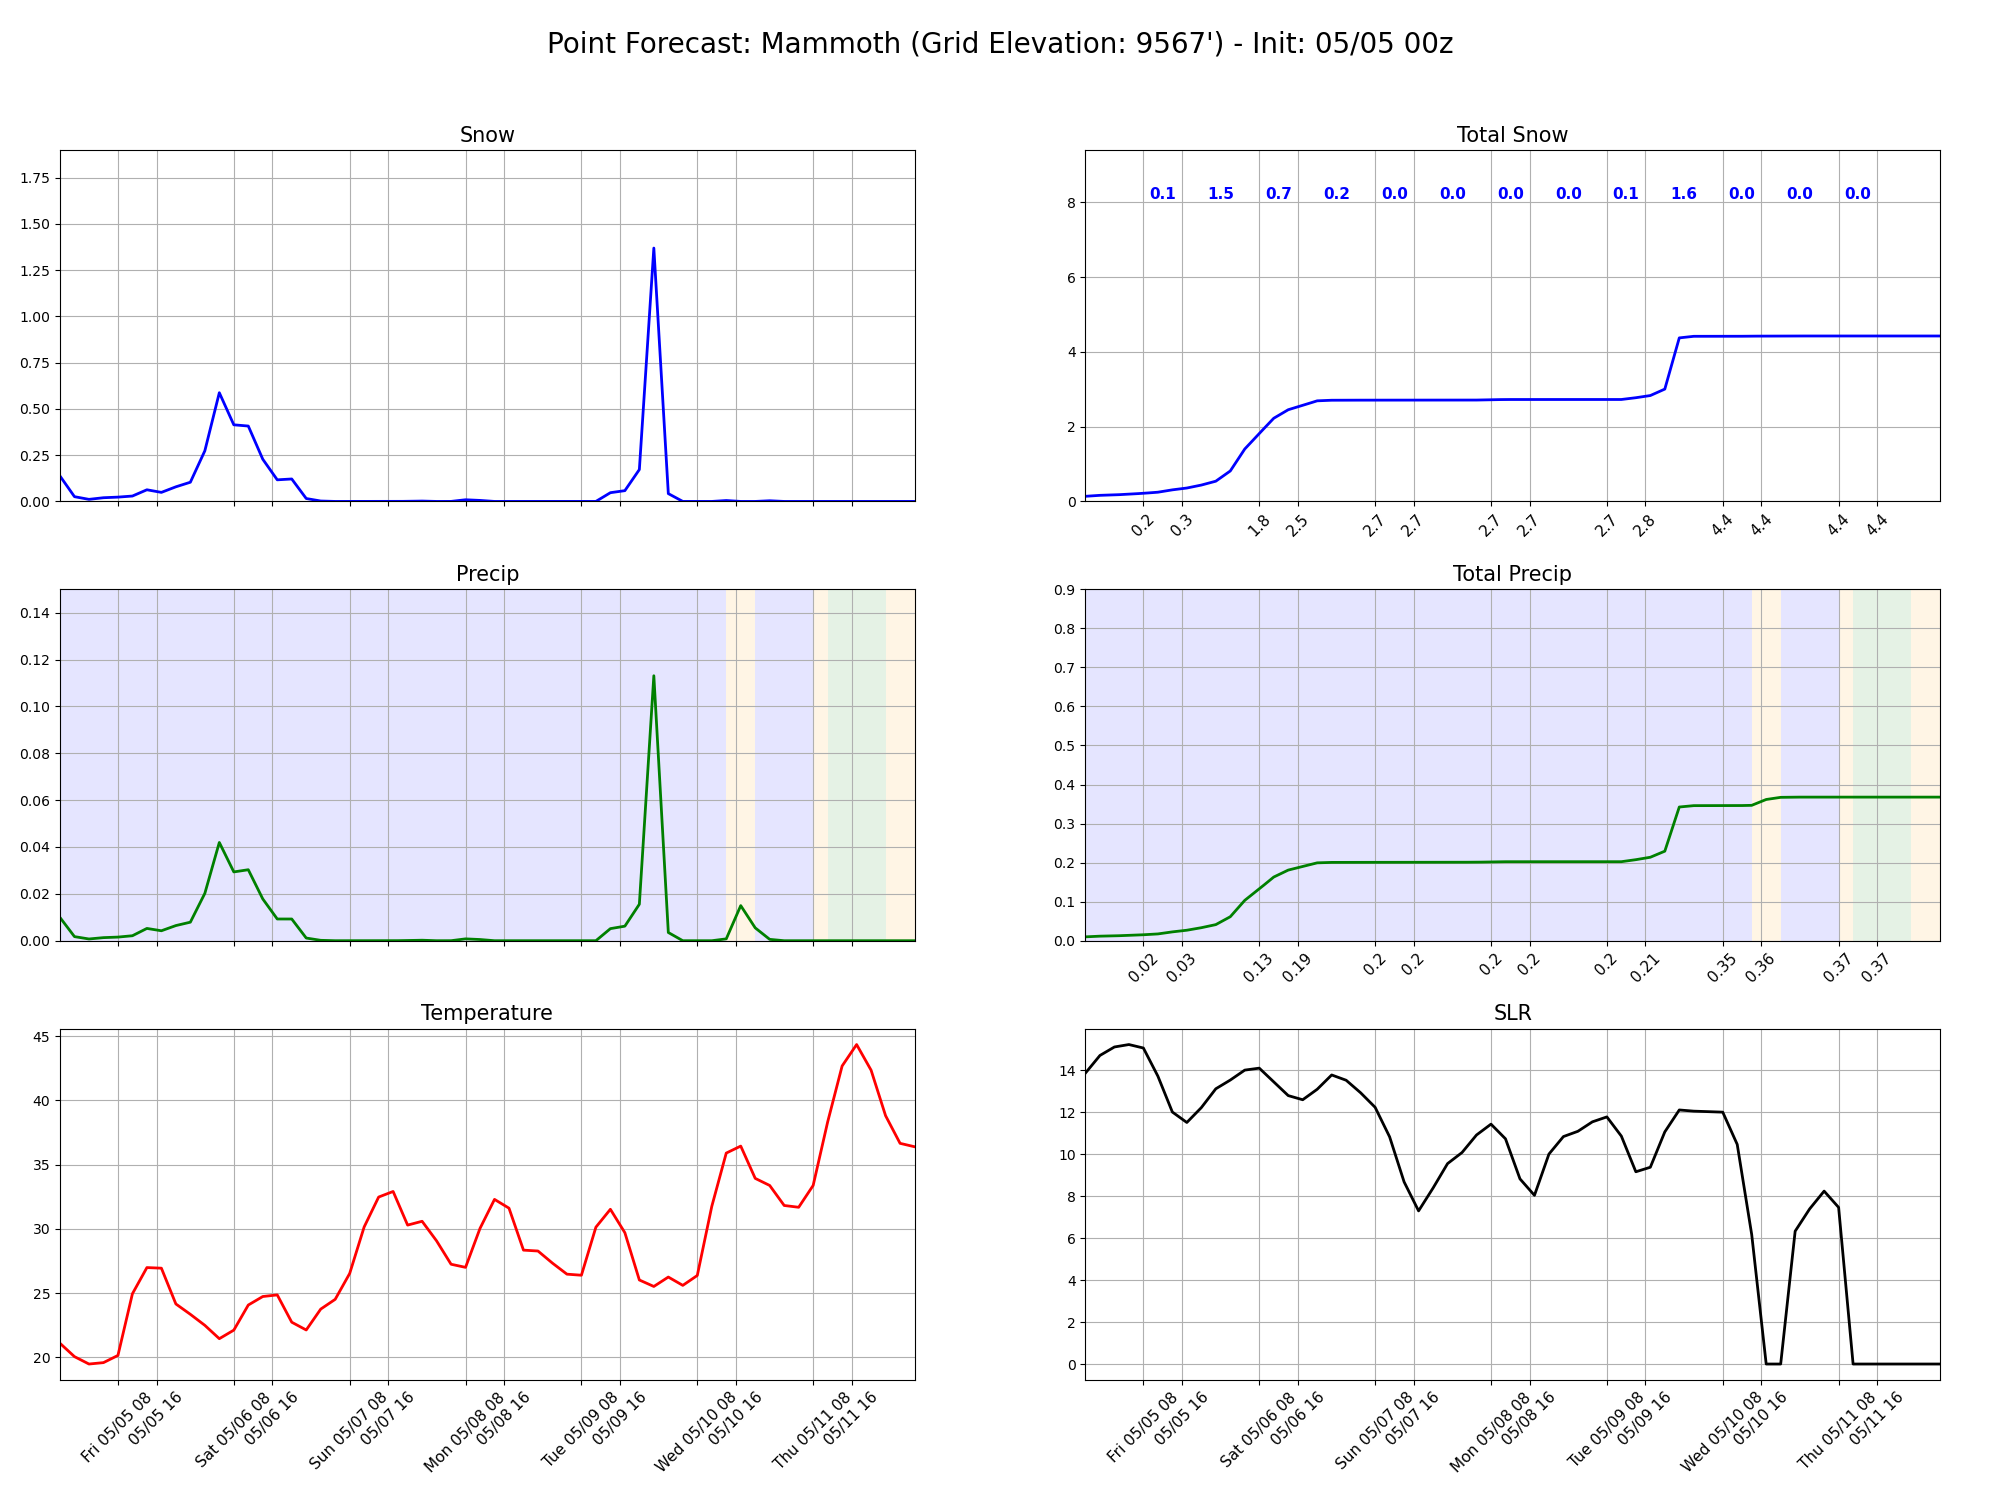 Point Forecast: Mammoth (Grid Elevation: 9567') - Init: 05/05 00z
Snow
1.75
1.50
1.25
1.00
0.75
0.50
0.25
0.00
Total Snow
0.1 1.5 0.7 0.2 0.0 0.0 0.0 0.0 0.1 1.6 0.0 0.0 0.0
8
6
4
2
0
0.2 0.3 1.8 2.5 2.7 2.7 2.7 2.7 2.7 2.8 4.4 4.4 4.4 4.4
Precip
0.14
0.12
0.10
0.08
0.06
0.04
0.02
0.00
Total Precip
0.9
0.8
0.7
0.6
0.5
0.4
0.3
0.2
0.1
0.0
0.02 0.03 0.13 0.19 0.2 0.2 0.2 0.2 0.2 0.21 0.35 0.36 0.37 0.37
Temperature
45
40
35
30
25
20
Fri 05/05 08
05/05 16
Sat 05/06 08
05/06 16
Sun 05/07 08
05/07 16
Mon 05/08 08
05/08 16
Tue 05/09 08
05/09 16
Wed 05/10 08
05/10 16
Thu 05/11 08
05/11 16
SLR
14
12
10
8
6
4
2
0
Fri 05/05 08
05/05 16
Sat 05/06 08
05/06 16
Sun 05/07 08
05/07 16
Mon 05/08 08
05/08 16
Tue 05/09 08
05/09 16
Wed 05/10 08
05/10 16
Thu 05/11 08
05/11 16